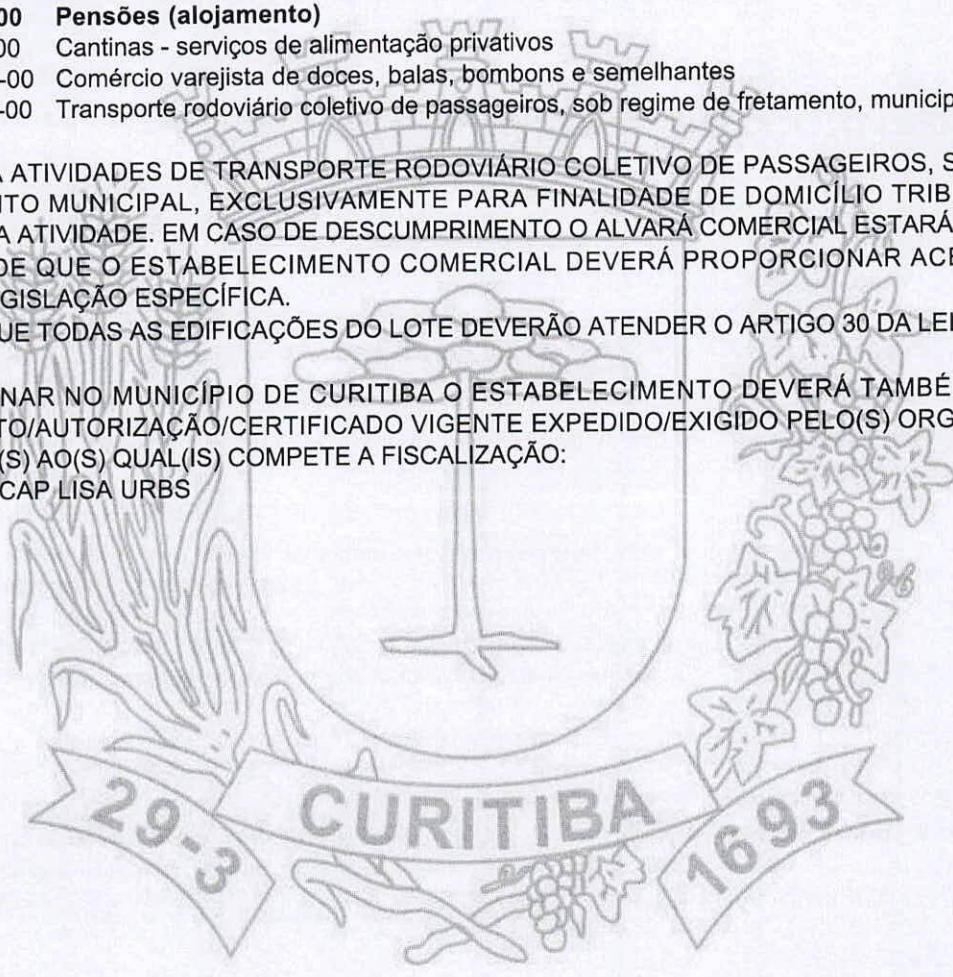 00 Pensões (alojamento)
00 Cantinas - serviços de alimentação privativos
-00 Comércio varejista de doces, balas, bombons e semelhantes
-00 Transporte rodoviário coletivo de passageiros, sob regime de fretamento, municip
A ATIVIDADES DE TRANSPORTE RODOVIÁRIO COLETIVO DE PASSAGEIROS, S
TO MUNICIPAL, EXCLUSIVAMENTE PARA FINALIDADE DE DOMICÍLIO TRIB
A ATIVIDADE. EM CASO DE DESCUMPRIMENTO O ALVARÁ COMERCIAL ESTARÁ
DE QUE O ESTABELECIMENTO COMERCIAL DEVERÁ PROPORCIONAR ACE
GISLAÇÃO ESPECÍFICA.
UE TODAS AS EDIFICAÇÕES DO LOTE DEVERÃO ATENDER O ARTIGO 30 DA LEI
NAR NO MUNICÍPIO DE CURITIBA O ESTABELECIMENTO DEVERÁ TAMBÉ
TO/AUTORIZAÇÃO/CERTIFICADO VIGENTE EXPEDIDO/EXIGIDO PELO(S) ORG
(S) AO(S) QUAL(IS) COMPETE A FISCALIZAÇÃO:
CAP LISA URBS
29-3 CURITIBA 1693